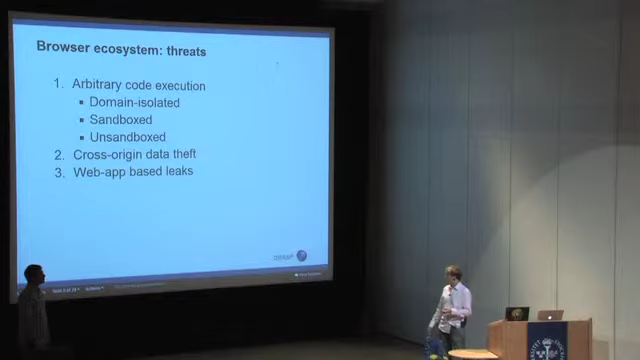 Browser ecosystem: threats
1. Arbitrary code execution
▪ Domain-isolated
▪ Sandboxed
▪ Unsandboxed
2. Cross-origin data theft
3. Web-app based leaks